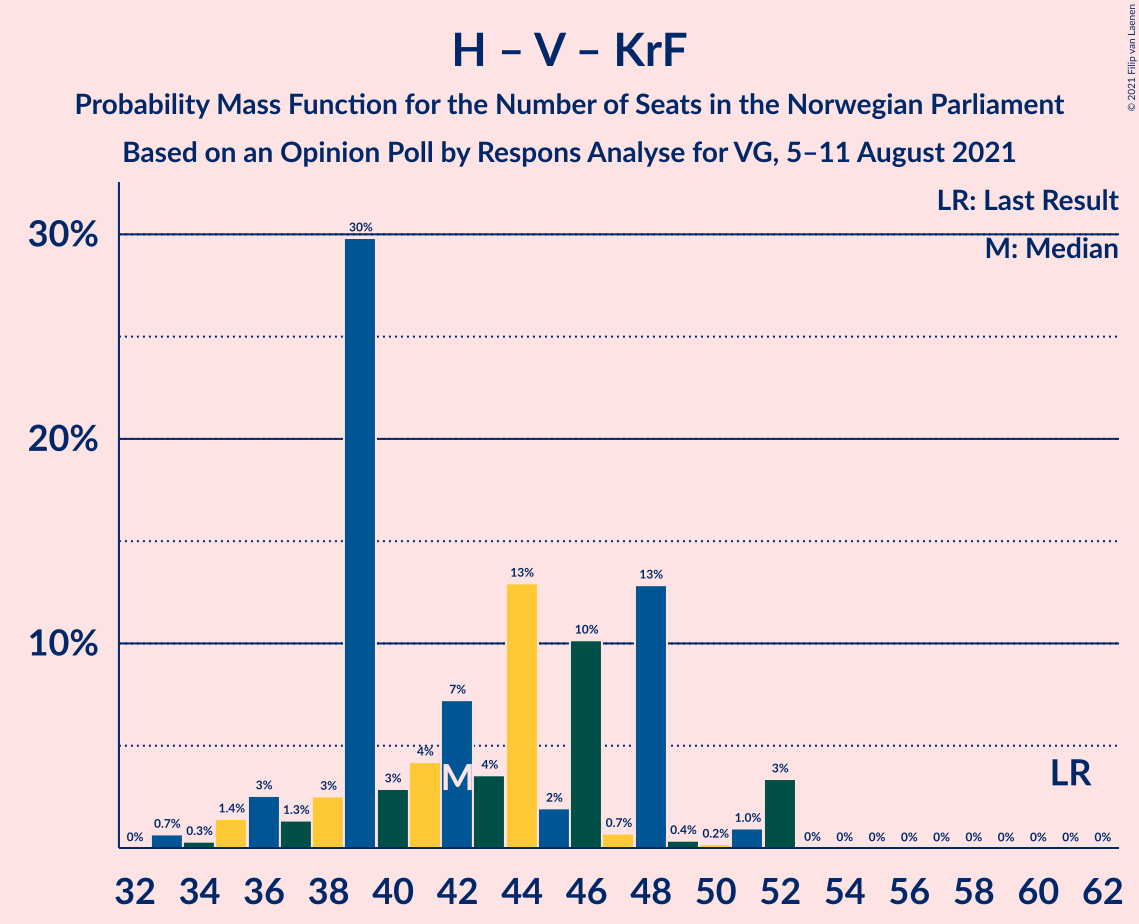 H – V – KrF
Probability Mass Function for the Number of Seats in the Norwegian Parliament
Based on an Opinion Poll by Respons Analyse for VG, 5–11 August 2021
© 2021 Filip van Laenen
LR: Last Result
M: Median
30%
20%
10%
0% 0.7% 0.3% 1.4% 3% 1.3% 3% 30% 3% 4% 7% 4% 13% 2% 10% 0.7% 13% 0.4% 0.2% 1.0% 3% 0% 0% 0% 0% 0% 0% 0% 0% 0% 0%
M
LR
32 34 36 38 40 42 44 46 48 50 52 54 56 58 60 62